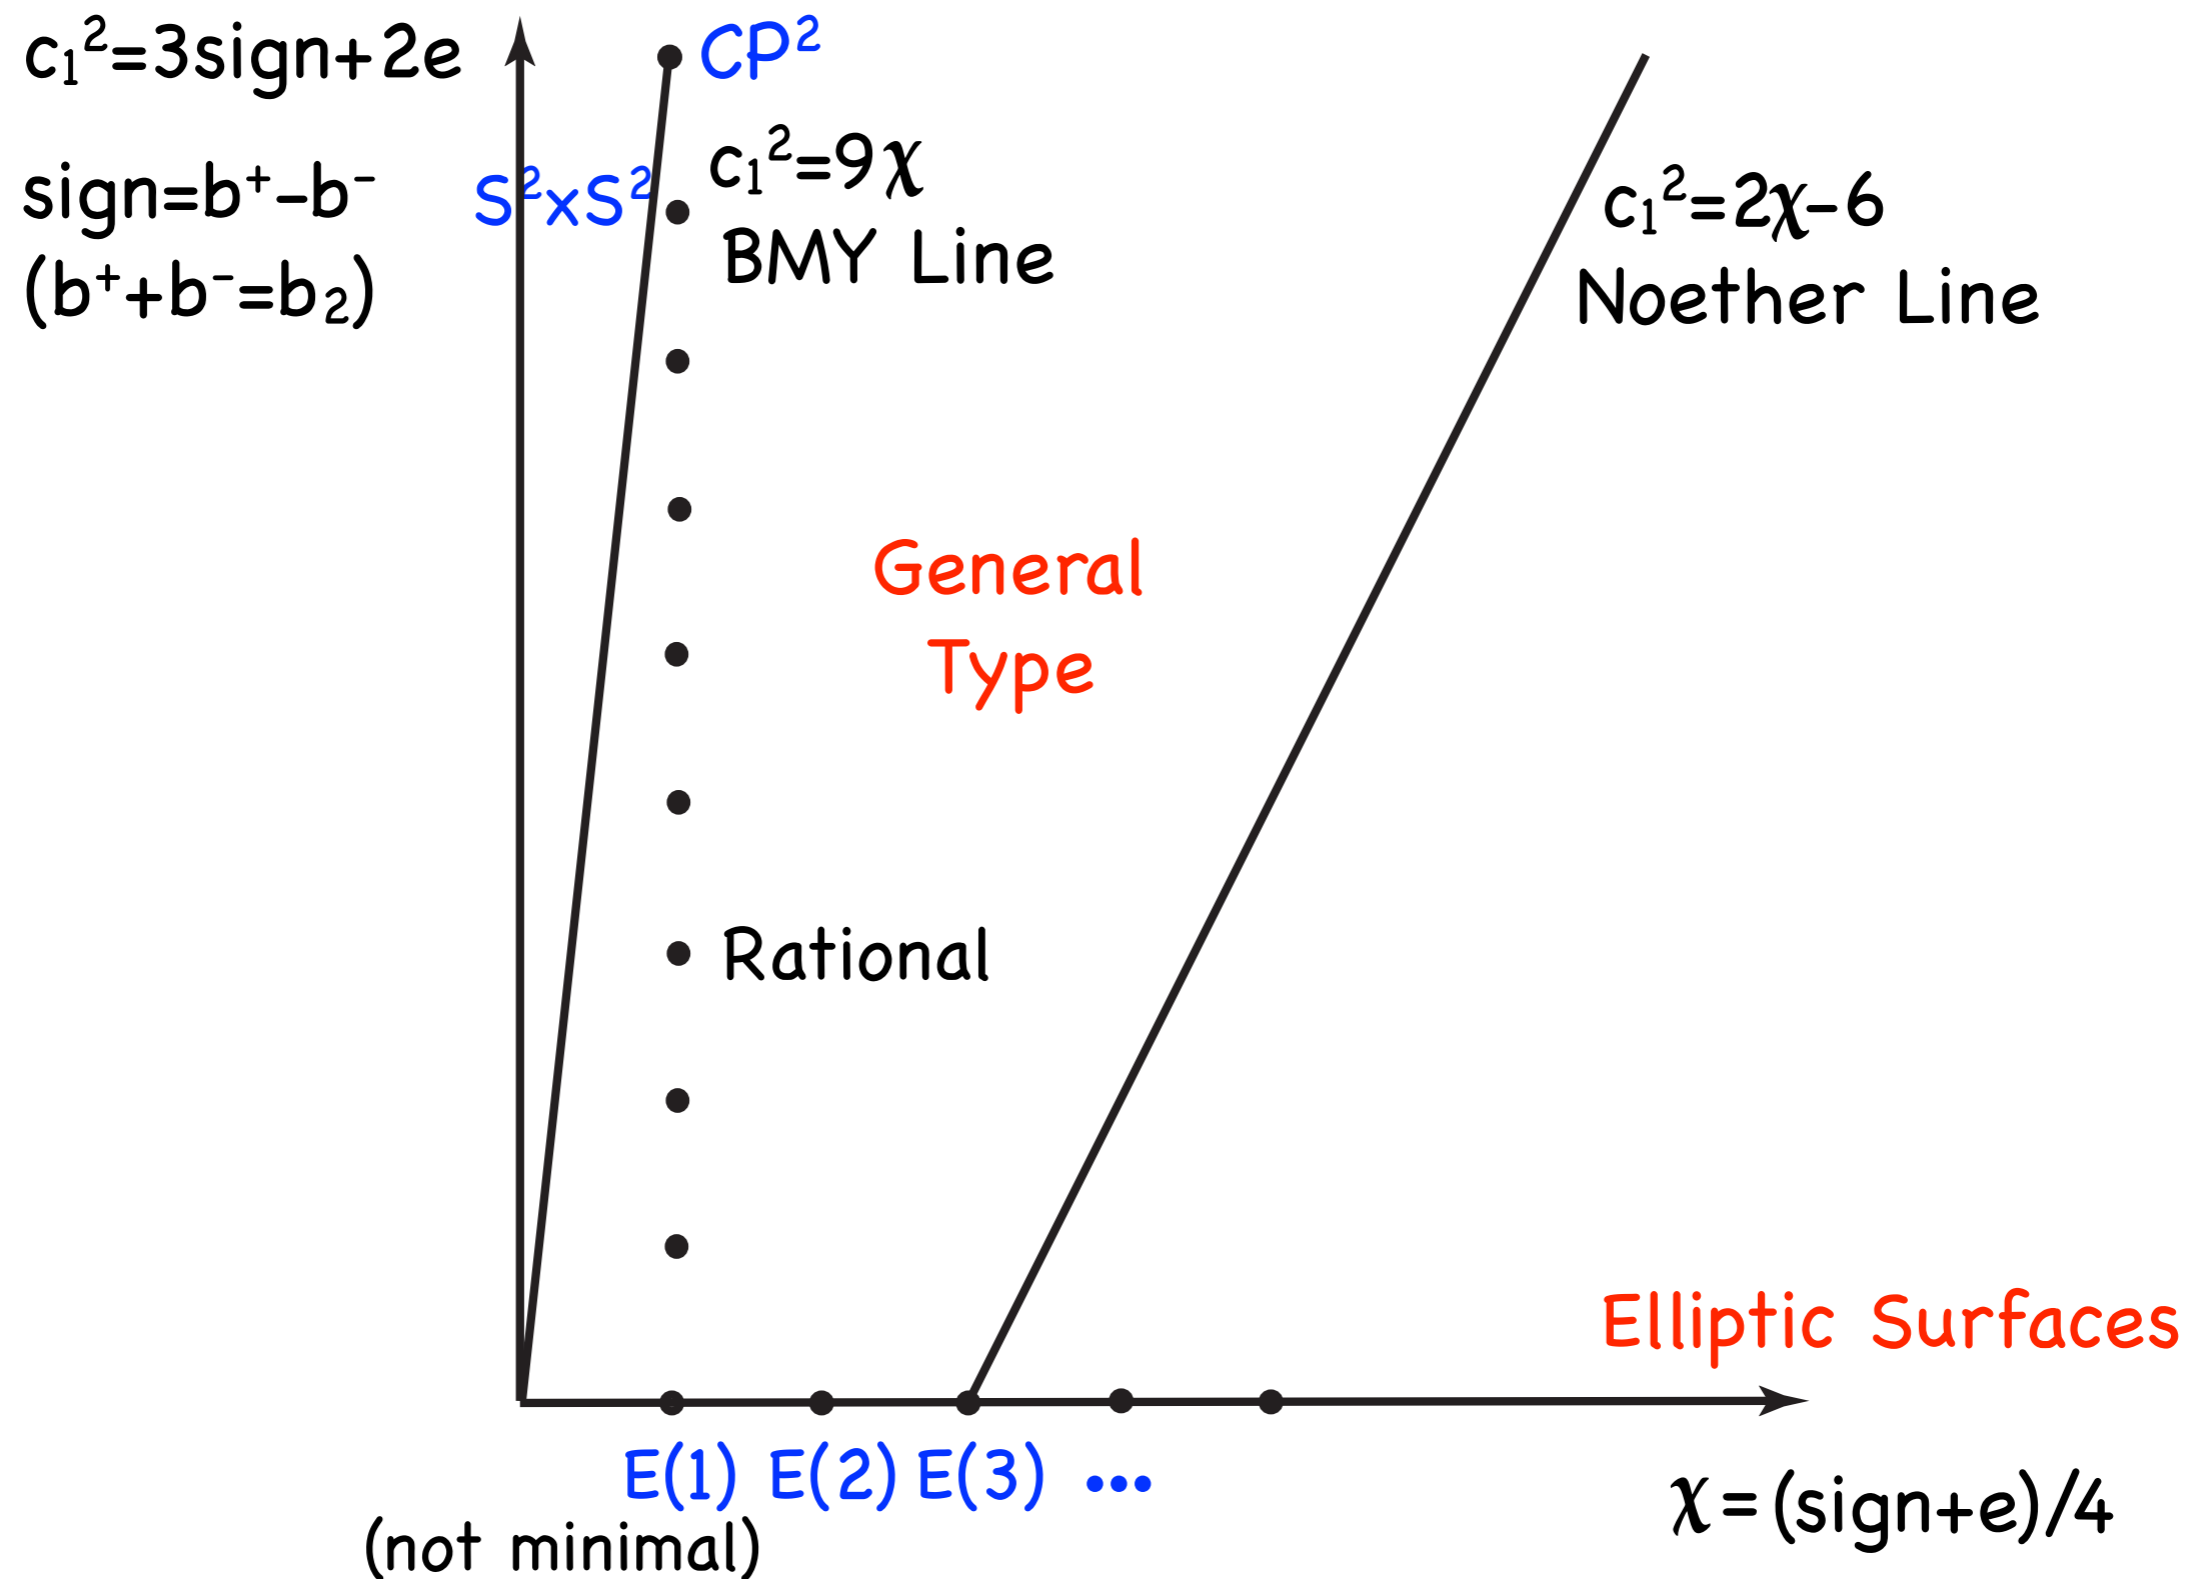 c₁²=3sign+2e
sign=b⁺-b⁻
(b⁺+b⁻=b₂)
CP²
S²xS²
c₁²=9χ
BMY Line
c₁²=2χ-6
Noether Line
General
Type
Rational
Elliptic Surfaces
E(1) E(2) E(3) •••
(not minimal)
χ=(sign+e)/4